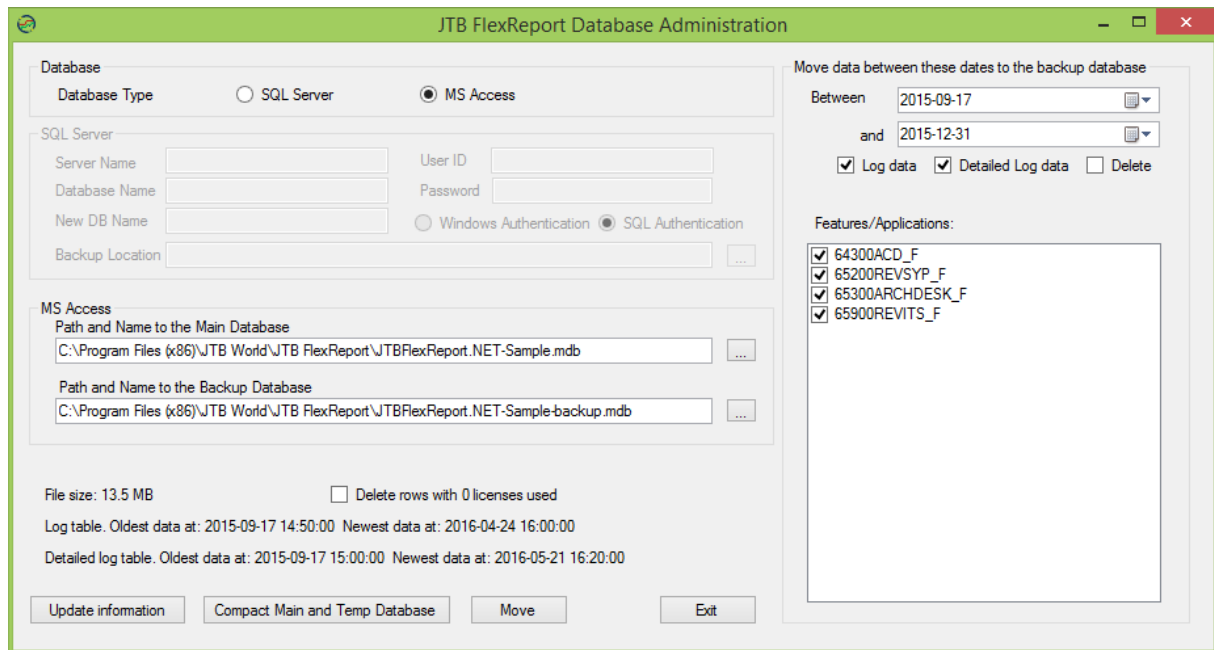 JTB FlexReport Database Administration
Database
Database Type SQL Server MS Access
SQL Server
Server Name User ID
Database Name Password
New DB Name Windows Authentication SQL Authentication
Backup Location ...
MS Access
Path and Name to the Main Database
C:\Program Files (x86)\JTB World\JTB FlexReport\JTBFlexReport.NET-Sample.mdb ...
Path and Name to the Backup Database
C:\Program Files (x86)\JTB World\JTB FlexReport\JTBFlexReport.NET-Sample-backup.mdb ...
File size: 13.5 MB Delete rows with 0 licenses used
Log table. Oldest data at: 2015-09-17 14:50:00 Newest data at: 2016-04-24 16:00:00
Detailed log table. Oldest data at: 2015-09-17 15:00:00 Newest data at: 2016-05-21 16:20:00
Update information Compact Main and Temp Database Move Exit
Move data between these dates to the backup database
Between 2015-09-17
and 2015-12-31
Log data Detailed Log data Delete
Features/Applications:
64300ACD_F
65200REVSYP_F
65300ARCHDESK_F
65900REVITS_F